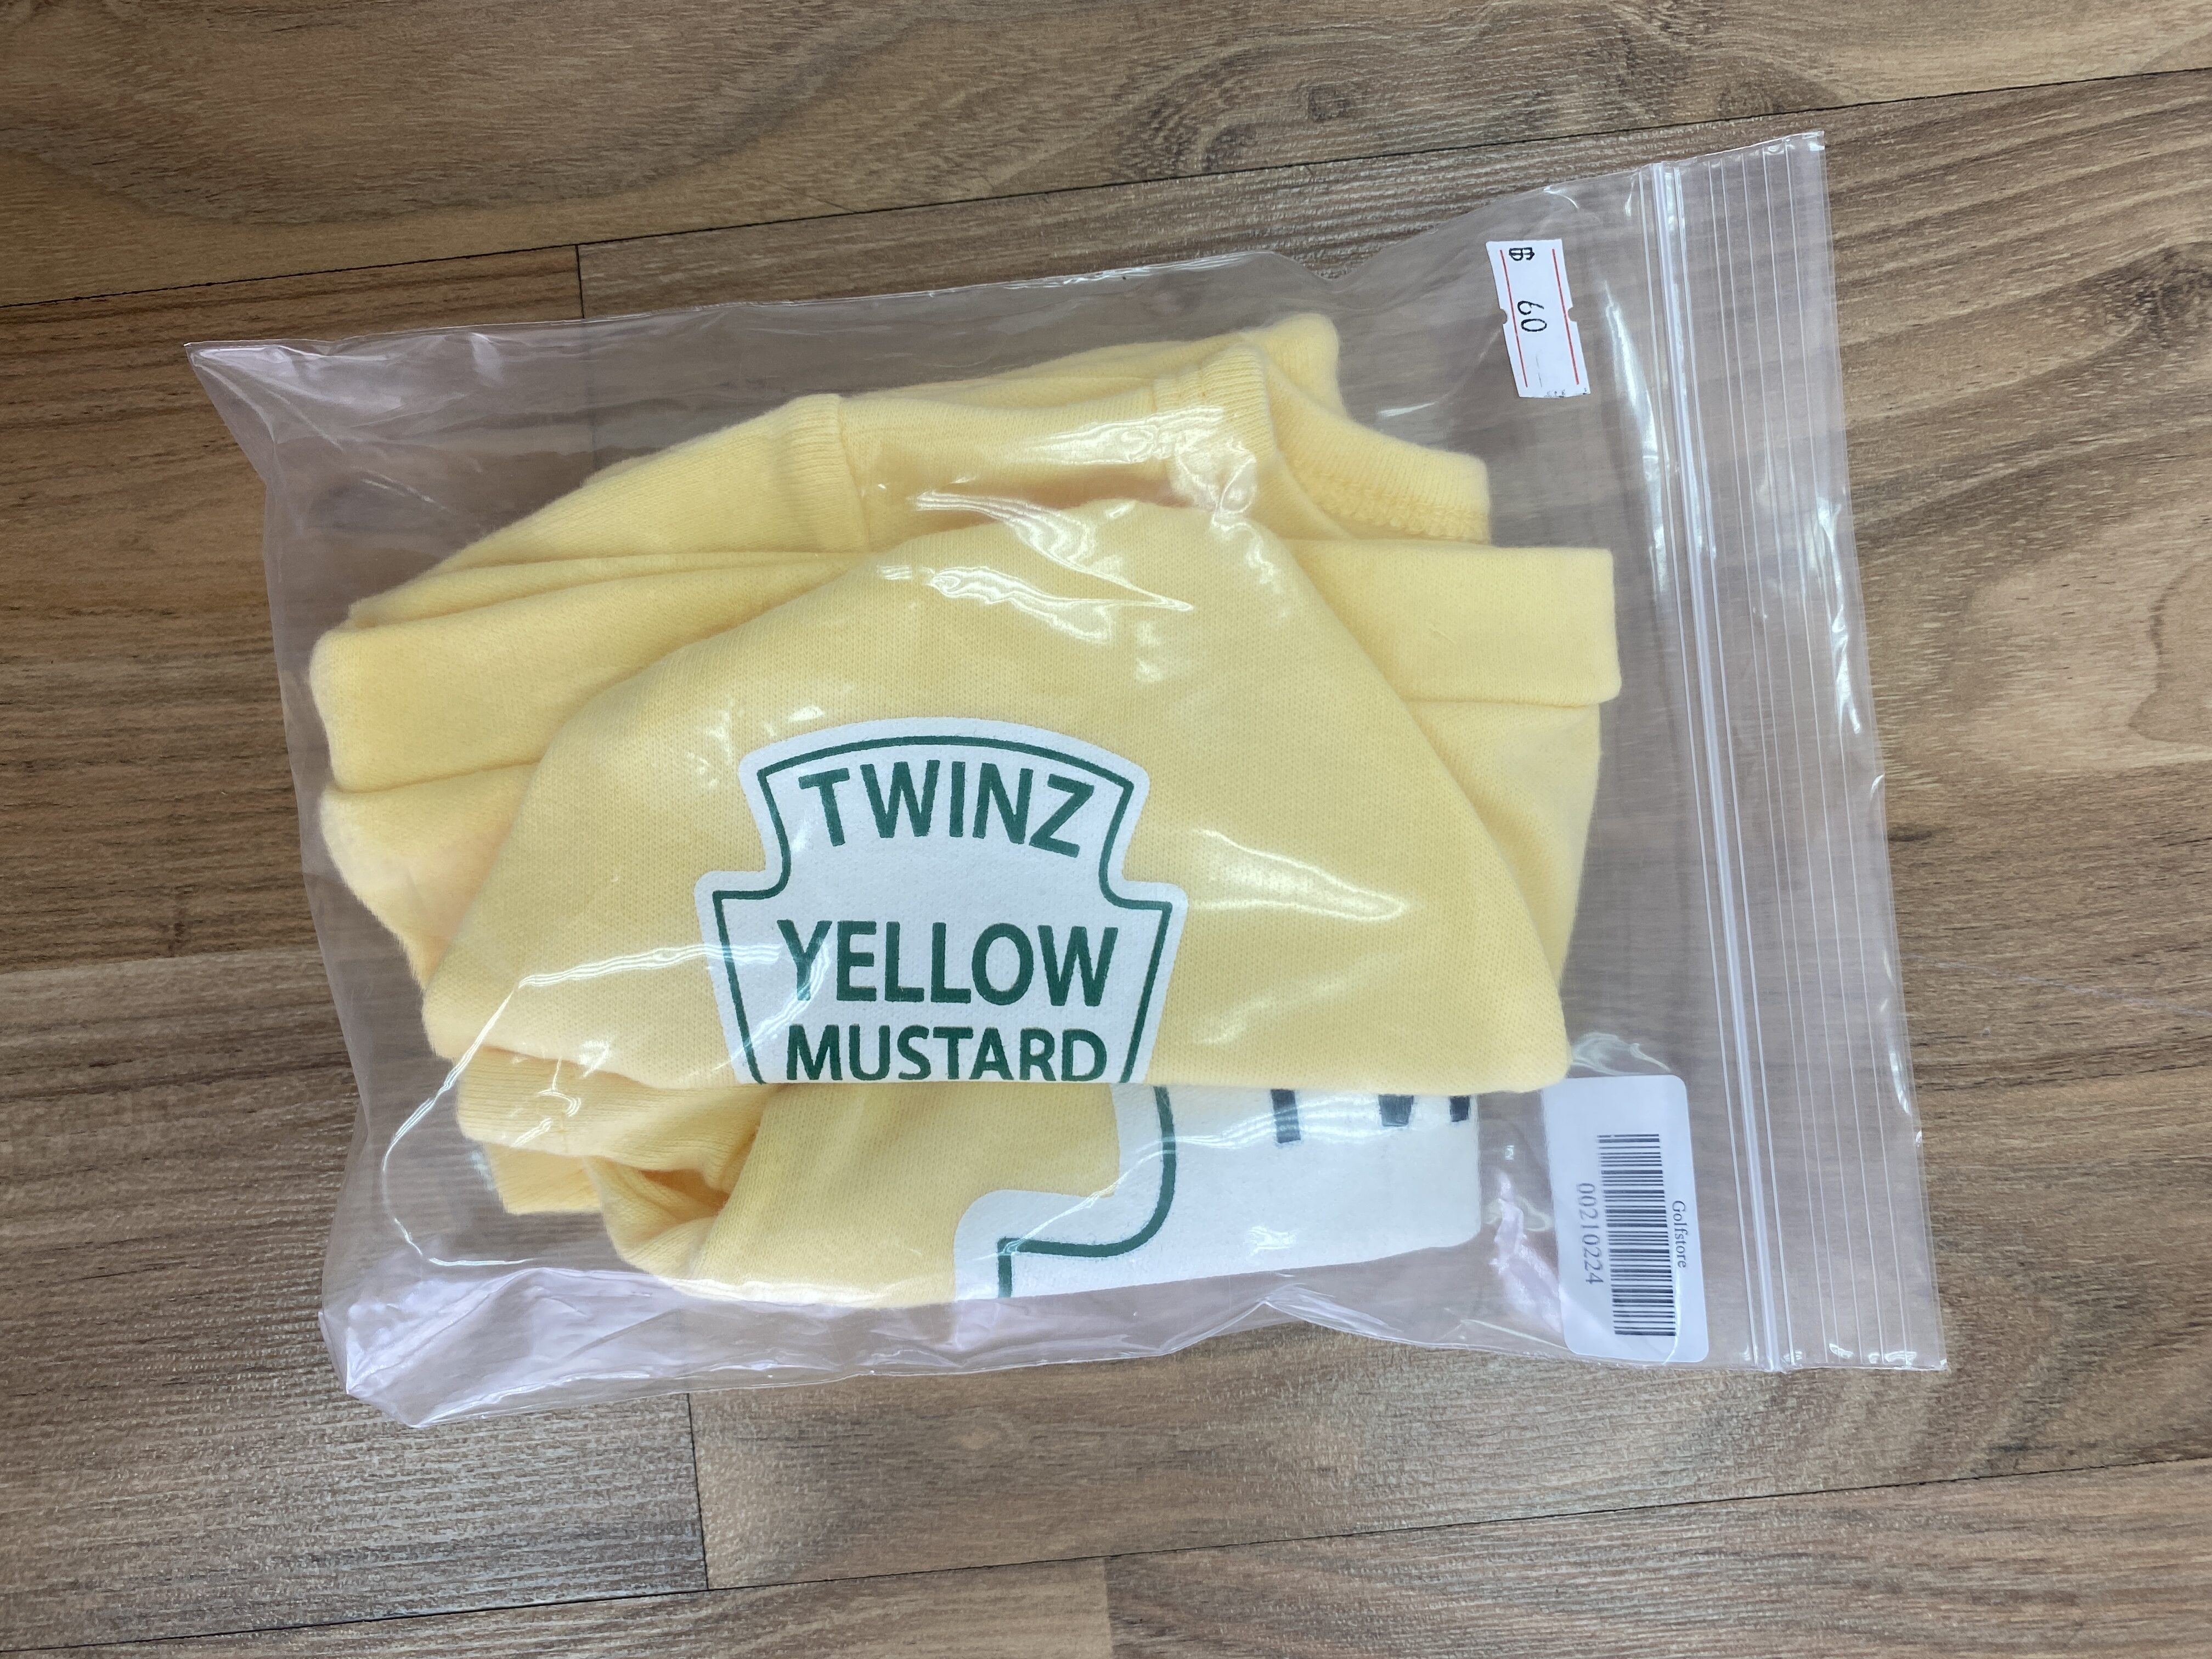 ฿ 60
TWINZ
YELLOW
MUSTARD
Golfstore
00210224